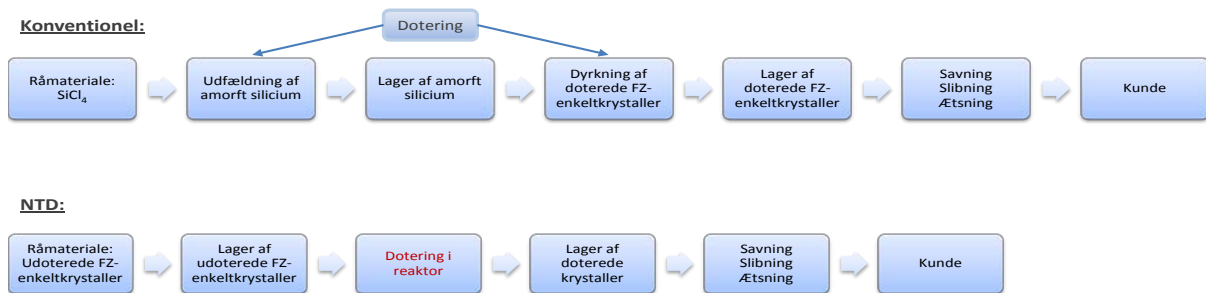 Konventionel:
Dotering
Råmateriale:
SiCl₄
Udfældning af
amorft silicium
Lager af amorft
silicium
Dyrkning af
doterede FZ-
enkeltkrystaller
Lager af
doterede FZ-
enkeltkrystaller
Savning
Slibning
Ætsning
Kunde
NTD:
Råmateriale:
Udoterede FZ-
enkeltkrystaller
Lager af
udoterede FZ-
enkeltkrystaller
Dotering i
reaktor
Lager af
doterede
krystaller
Savning
Slibning
Ætsning
Kunde